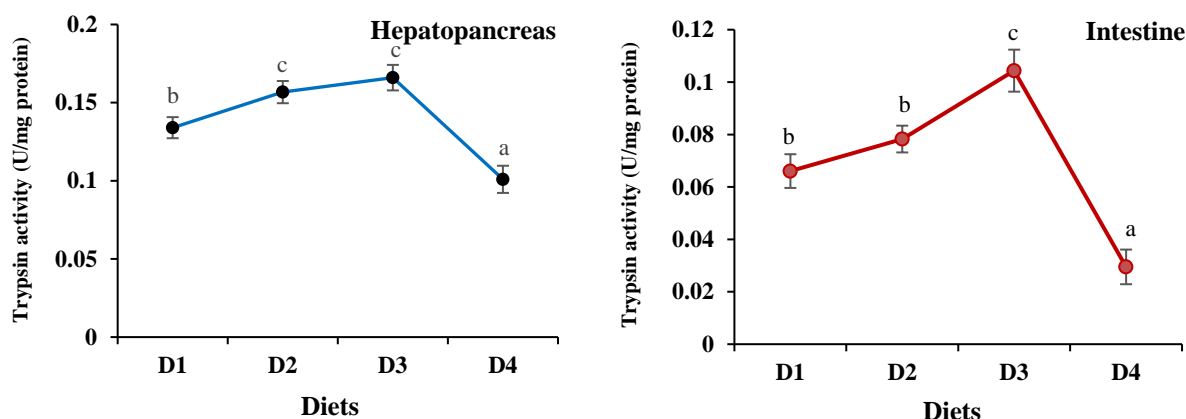 Hepatopancreas
Trypsin activity (U/mg protein)
0.2
0.15
0.1
0.05
0
b
c
c
a
D1 D2 D3 D4
Diets
Intestine
Trypsin activity (U/mg protein)
0.12
0.1
0.08
0.06
0.04
0.02
0
b
b
c
a
D1 D2 D3 D4
Diets